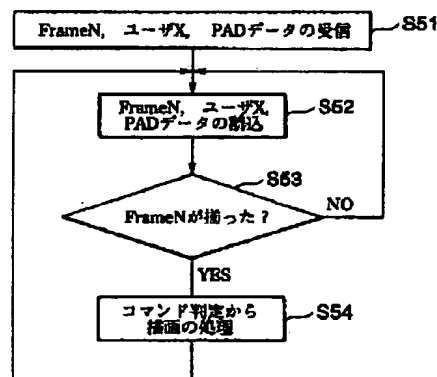 FrameN, ユーザX, PADデータの受信
S51
FrameN, ユーザX,
PADデータの割込
S52
S53
FrameNが揃った?
NO
YES
コマンド判定から
描画の処理
S54